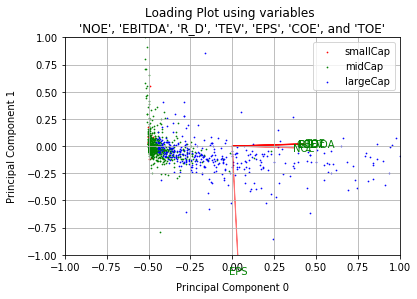 Loading Plot using variables
'NOE', 'EBITDA', 'R_D', 'TEV', 'EPS', 'COE', and 'TOE'
smallCap
midCap
largeCap
1.00
0.75
0.50
0.25
0.00
−0.25
−0.50
−0.75
−1.00
Principal Component 1
EPS
−1.00 −0.75 −0.50 −0.25 0.00 0.25 0.50 0.75 1.00
Principal Component 0